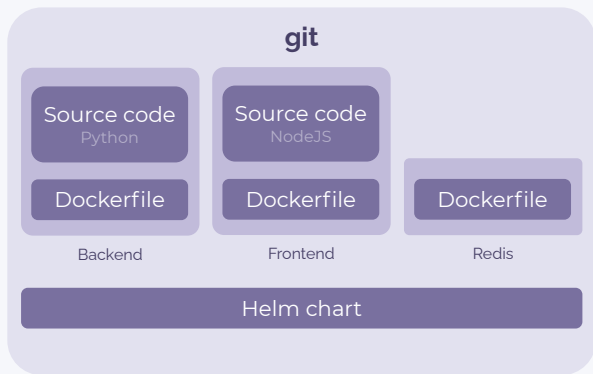 git
Source code
Python
Dockerfile
Backend
Source code
NodeJS
Dockerfile
Frontend
Dockerfile
Redis
Helm chart